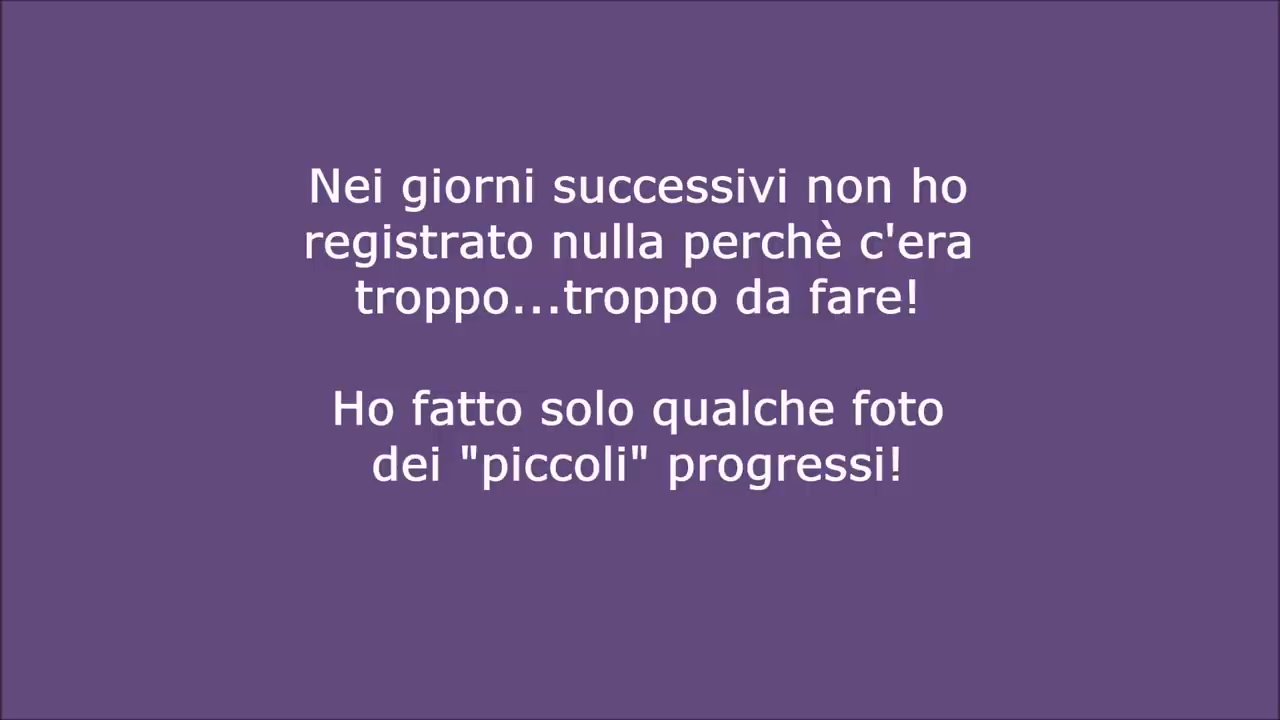 Nei giorni successivi non ho
registrato nulla perchè c'era
troppo...troppo da fare!
Ho fatto solo qualche foto
dei "piccoli" progressi!